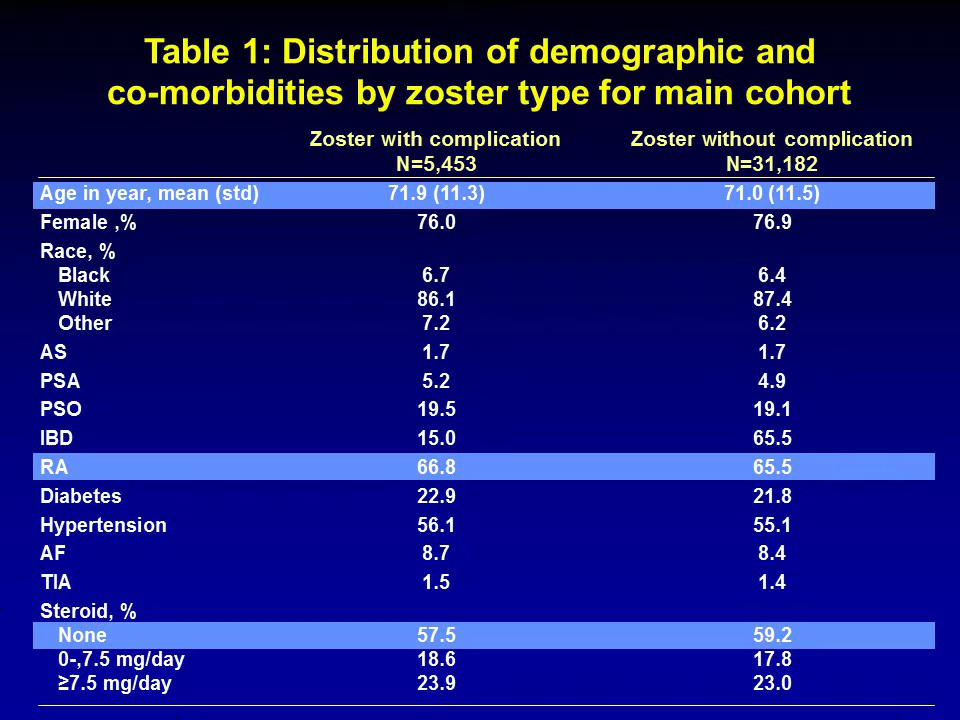 Table 1: Distribution of demographic and
co-morbidities by zoster type for main cohort
Zoster with complication Zoster without complication
N=5,453 N=31,182
Age in year, mean (std) 71.9 (11.3) 71.0 (11.5)
Female ,% 76.0 76.9
Race, %
Black 6.7 6.4
White 86.1 87.4
Other 7.2 6.2
AS 1.7 1.7
PSA 5.2 4.9
PSO 19.5 19.1
IBD 15.0 65.5
RA 66.8 65.5
Diabetes 22.9 21.8
Hypertension 56.1 55.1
AF 8.7 8.4
TIA 1.5 1.4
Steroid, %
None 57.5 59.2
0-,7.5 mg/day 18.6 17.8
≥7.5 mg/day 23.9 23.0